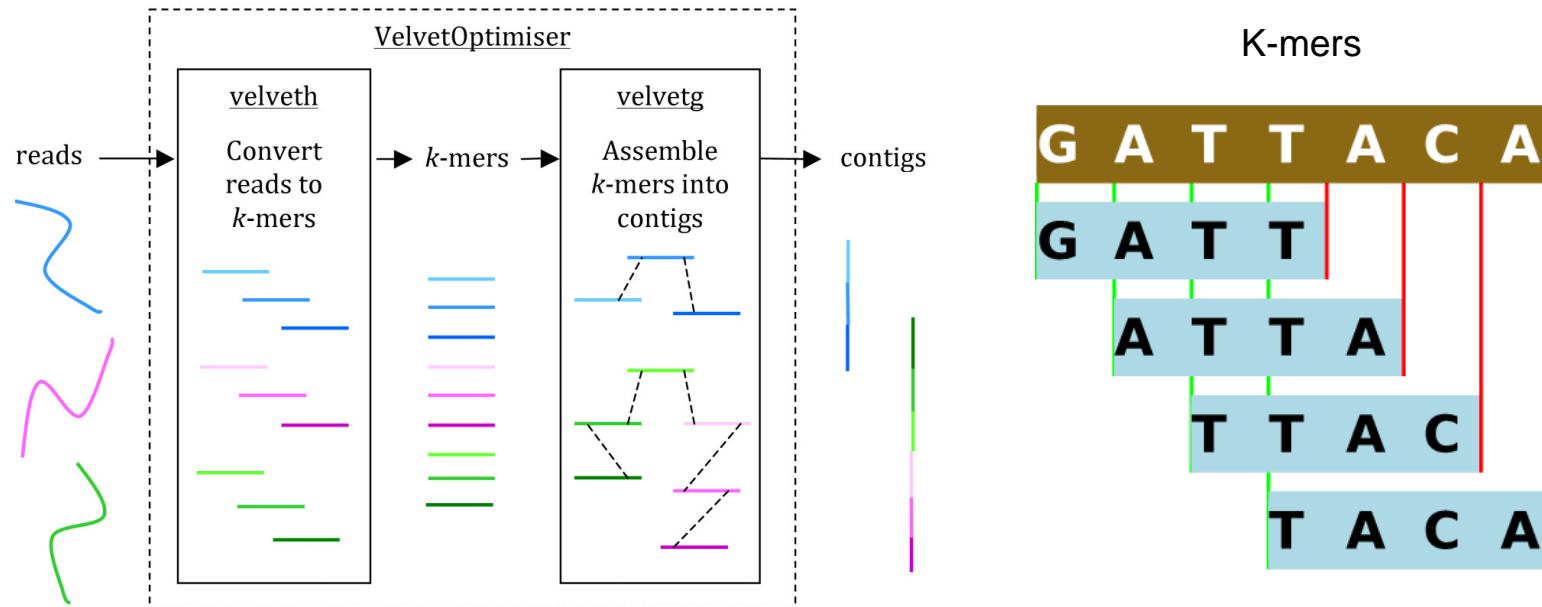 VelvetOptimiser
velveth
Convert
reads to
k-mers
velvetg
Assemble
k-mers into
contigs
reads
k-mers
contigs
K-mers
G A T T A C A
G A T T
A T T A
T T A C
T A C A